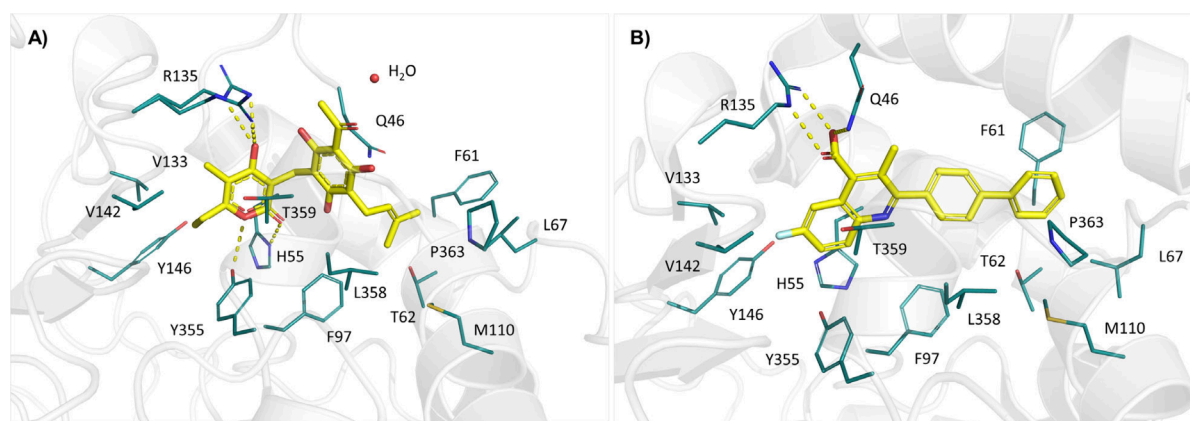 A)
R135
H₂O
Q46
V133
F61
V142
T359
L67
P363
Y146
H55
L358
T62
Y355
F97
M110
B)
R135
Q46
F61
V133
P363
T359
V142
T62
L67
H55
Y146
L358
M110
Y355
F97